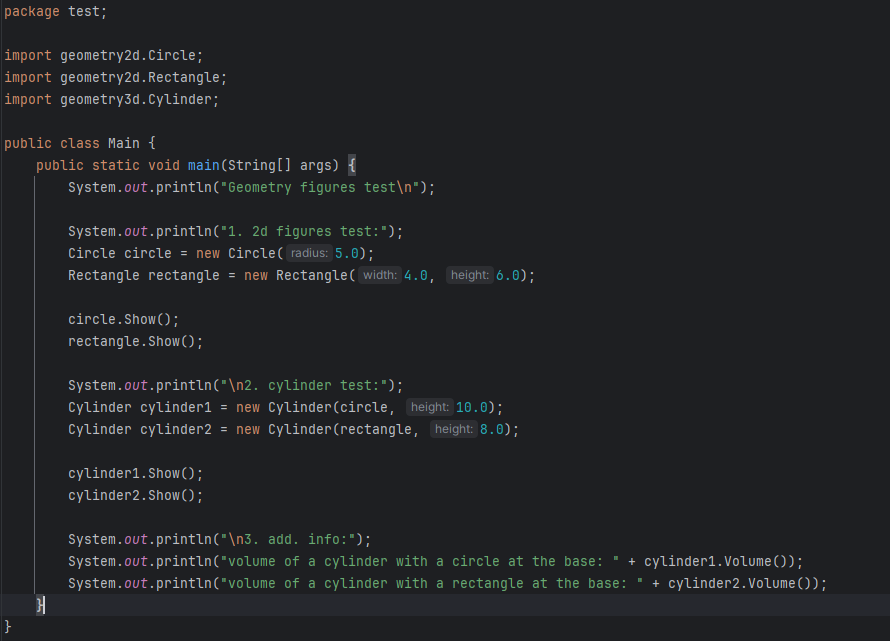 package test;
import geometry2d.Circle;
import geometry2d.Rectangle;
import geometry3d.Cylinder;
public class Main {
public static void main(String[] args) {
System.out.println("Geometry figures test\n");
System.out.println("1. 2d figures test:");
Circle circle = new Circle( radius: 5.0);
Rectangle rectangle = new Rectangle( width: 4.0, height: 6.0);
circle.Show();
rectangle.Show();
System.out.println("\n2. cylinder test:");
Cylinder cylinder1 = new Cylinder(circle, height: 10.0);
Cylinder cylinder2 = new Cylinder(rectangle, height: 8.0);
cylinder1.Show();
cylinder2.Show();
System.out.println("\n3. add. info:");
System.out.println("volume of a cylinder with a circle at the base: " + cylinder1.Volume());
System.out.println("volume of a cylinder with a rectangle at the base: " + cylinder2.Volume());
}
}